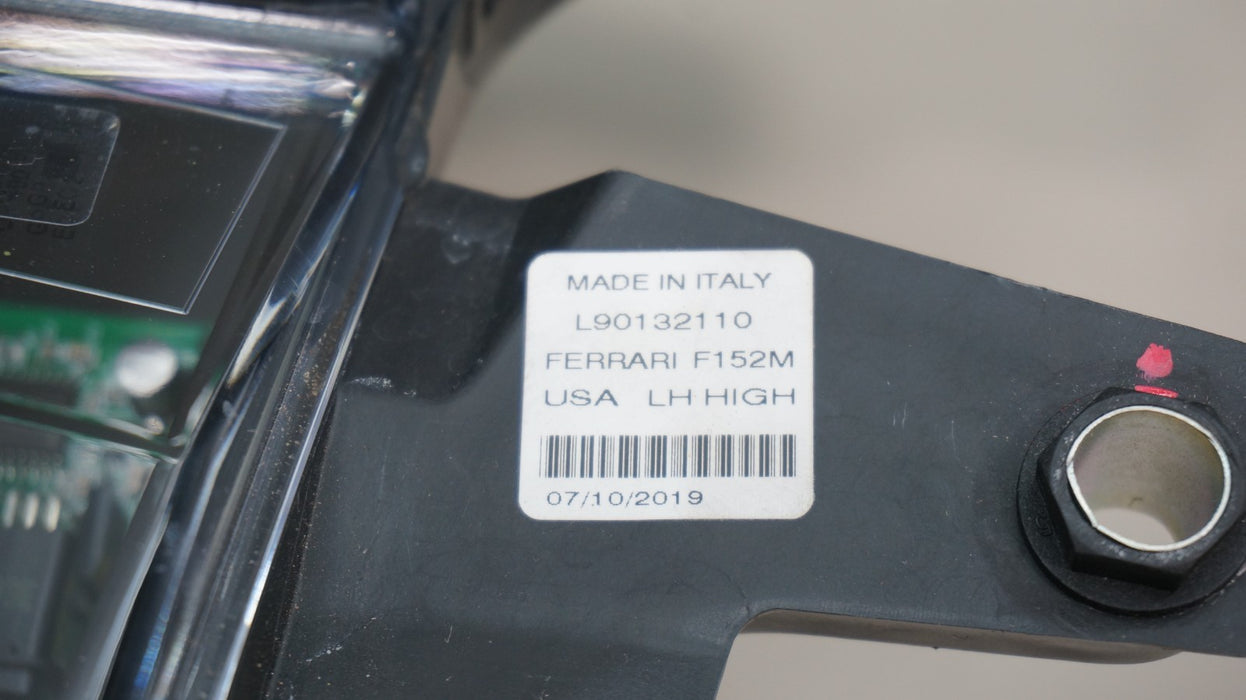 MADE IN ITALY
L90132110
FERRARI F152M
USA LH HIGH
07/10/2019